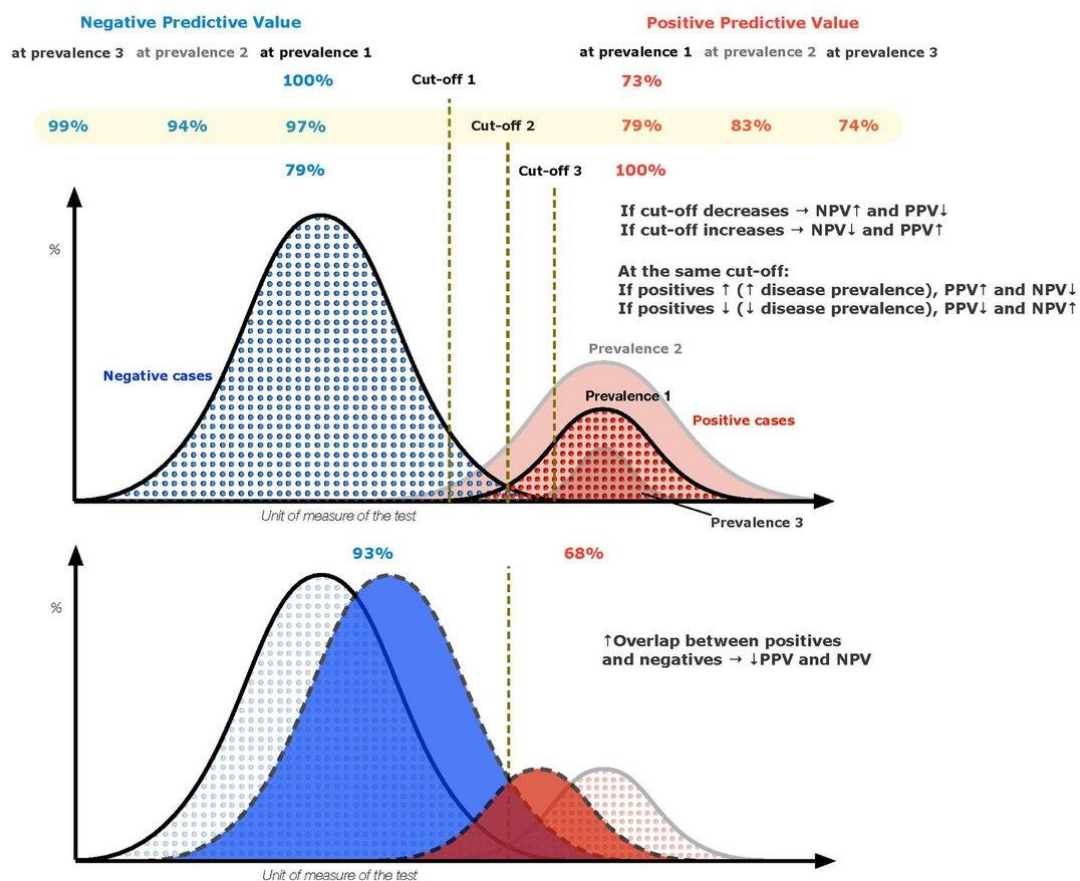 Negative Predictive Value
Positive Predictive Value
at prevalence 3 at prevalence 2 at prevalence 1
at prevalence 1 at prevalence 2 at prevalence 3
100% Cut-off 1 73%
99% 94% 97% Cut-off 2 79% 83% 74%
79% Cut-off 3 100%
If cut-off decreases → NPV↑ and PPV↓
If cut-off increases → NPV↓ and PPV↑
%
At the same cut-off:
If positives ↑ (↑ disease prevalence), PPV↑ and NPV↓
If positives ↓ (↓ disease prevalence), PPV↓ and NPV↑
Prevalence 2
Negative cases
Prevalence 1
Positive cases
Unit of measure of the test
Prevalence 3
93% 68%
%
↑Overlap between positives
and negatives → ↓PPV and NPV
Unit of measure of the test